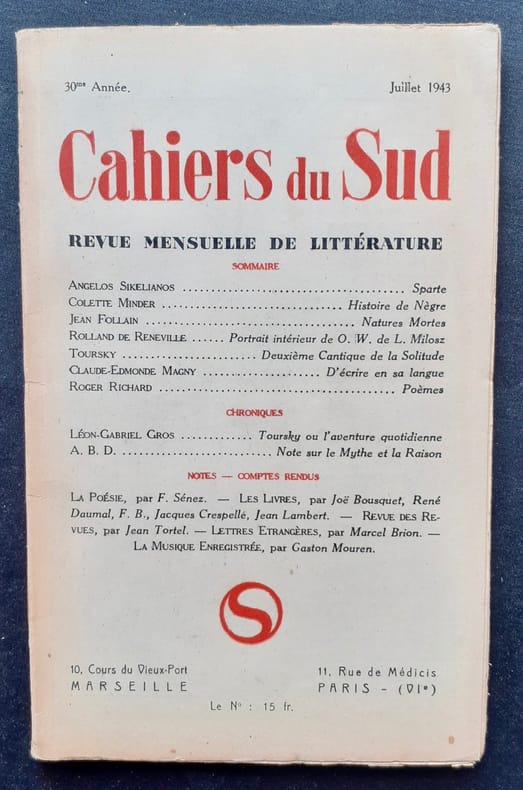 30me Année. Juillet 1943
Cahiers du Sud
REVUE MENSUELLE DE LITTÉRATURE
SOMMAIRE
ANGELOS SIKELIANOS ........................................ Sparte
COLETTE MINDER ................................ Histoire de Nègre
JEAN FOLLAIN ...................................... Natures Mortes
ROLLAND DE RENEVILLE ...... Portrait intérieur de O. W. de L. Milosz
TOURSKY ........................ Deuxième Cantique de la Solitude
CLAUDE-EDMONDE MAGNY ..................... D'écrire en sa langue
ROGER RICHARD .......................................... Poèmes
CHRONIQUES
LÉON-GABRIEL GROS ............. Toursky ou l'aventure quotidienne
A. B. D. ........................... Note sur le Mythe et la Raison
NOTES — COMPTES RENDUS
LA POÉSIE, par F. Sénez. — LES LIVRES, par Joë Bousquet, René
Daumal, F. B., Jacques Crespelle, Jean Lambert. — REVUE DES RE-
VUES, par Jean Tortel. — LETTRES ETRANGÈRES, par Marcel Brion. —
LA MUSIQUE ENREGISTRÉE, par Gaston Mouren.
S
10, Cours du Vieux-Port 11, Rue de Médicis
MARSEILLE PARIS - (VIe)
Le No : 15 fr.